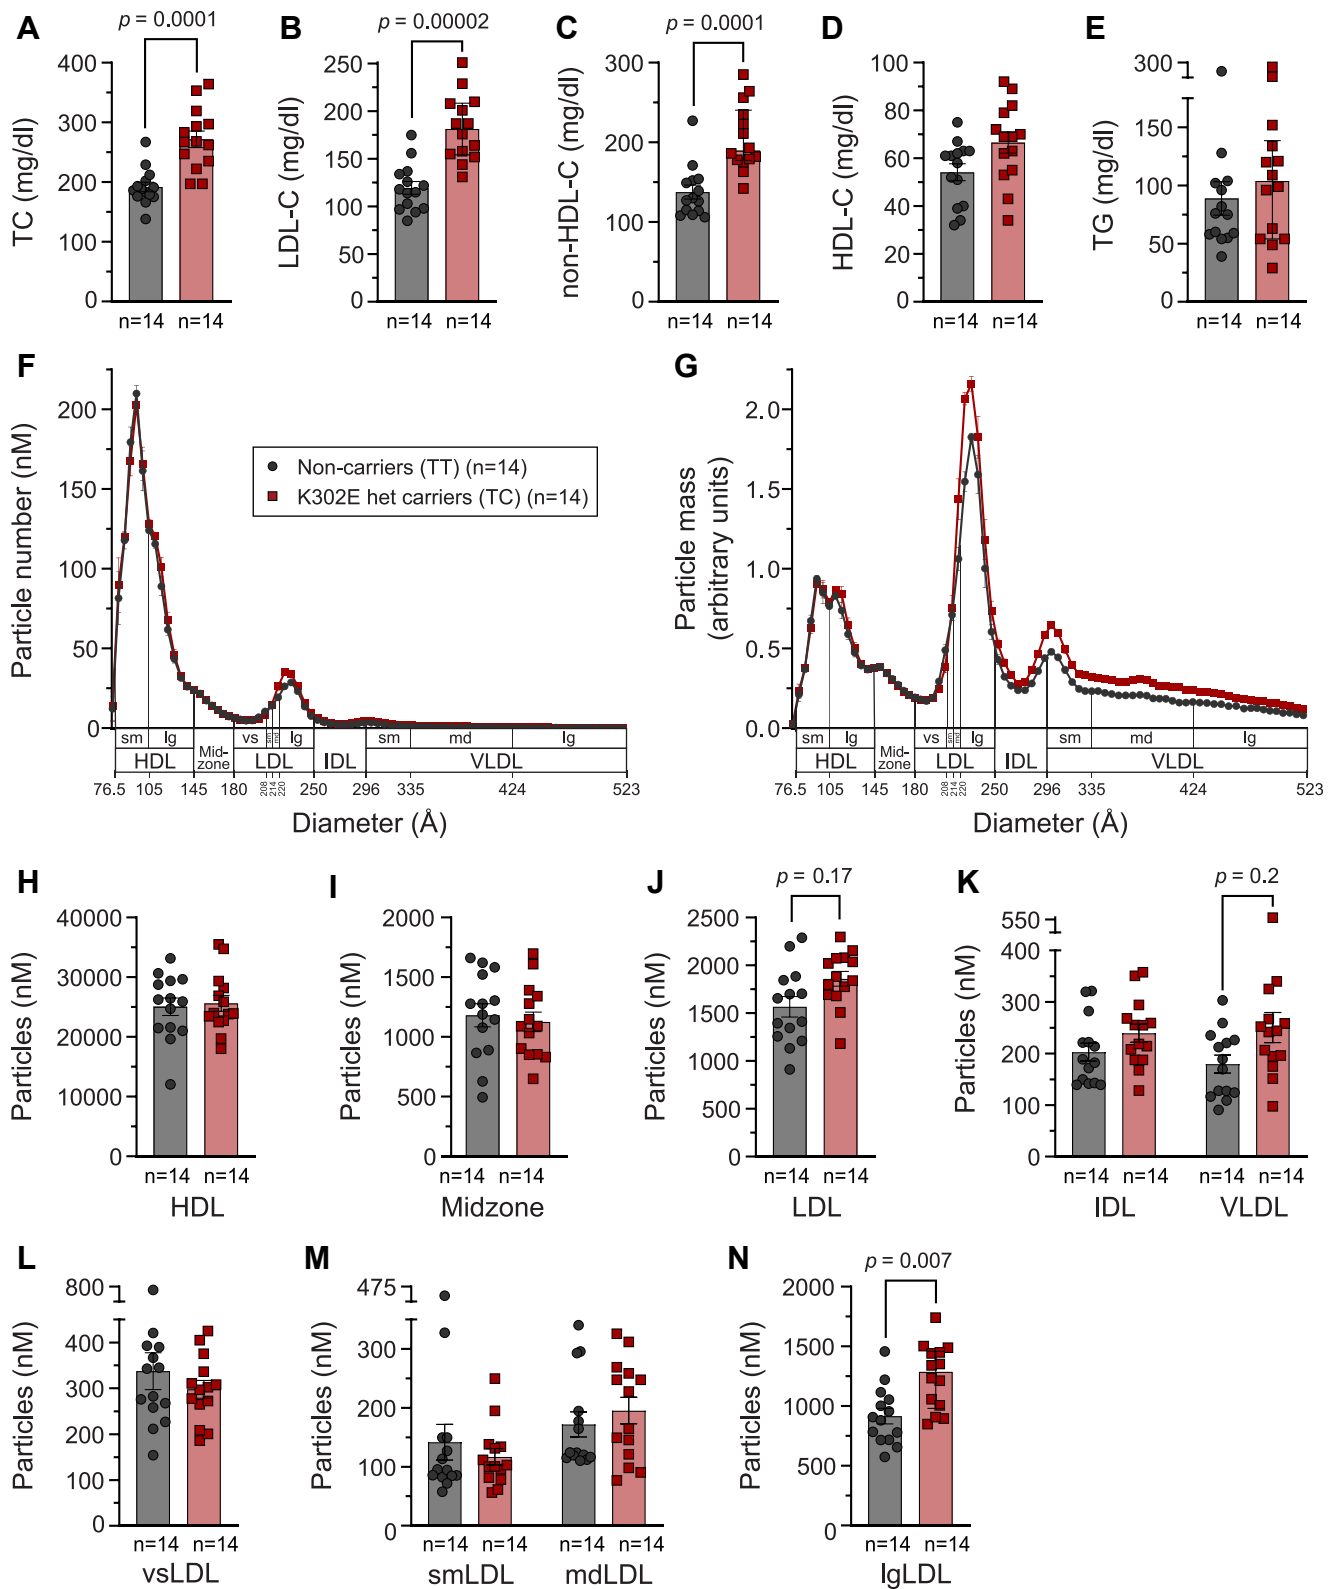 A
p = 0.0001
TC (mg/dl)
400
300
200
100
0
n=14 n=14
B
p = 0.00002
LDL-C (mg/dl)
250
200
150
100
50
0
n=14 n=14
C
p = 0.0001
non-HDL-C (mg/dl)
300
200
100
0
n=14 n=14
D
HDL-C (mg/dl)
100
80
60
40
20
0
n=14 n=14
E
TG (mg/dl)
300
150
100
50
0
n=14 n=14
F
Particle number (nM)
200
150
100
50
0
Non-carriers (TT) (n=14)
K302E het carriers (TC) (n=14)
sm lg vs sm md lg sm md lg
HDL Mid-zone LDL IDL VLDL
76.5 105 145 180 208 214 220 250 296 335 424 523
Diameter (Å)
G
Particle mass
(arbitrary units)
2.0
1.5
1.0
0.5
0
sm lg vs sm md lg sm md lg
HDL Mid-zone LDL IDL VLDL
76.5 105 145 180 208 214 220 250 296 335 424 523
Diameter (Å)
H
Particles (nM)
40000
30000
20000
10000
0
n=14 n=14
HDL
I
Particles (nM)
2000
1500
1000
500
0
n=14 n=14
Midzone
J
p = 0.17
Particles (nM)
2500
2000
1500
1000
500
0
n=14 n=14
LDL
K
p = 0.2
Particles (nM)
550
400
300
200
100
0
n=14 n=14 n=14 n=14
IDL VLDL
L
Particles (nM)
800
400
300
200
100
0
n=14 n=14
vsLDL
M
Particles (nM)
475
300
200
100
0
n=14 n=14 n=14 n=14
smLDL mdLDL
N
p = 0.007
Particles (nM)
2000
1500
1000
500
0
n=14 n=14
lgLDL